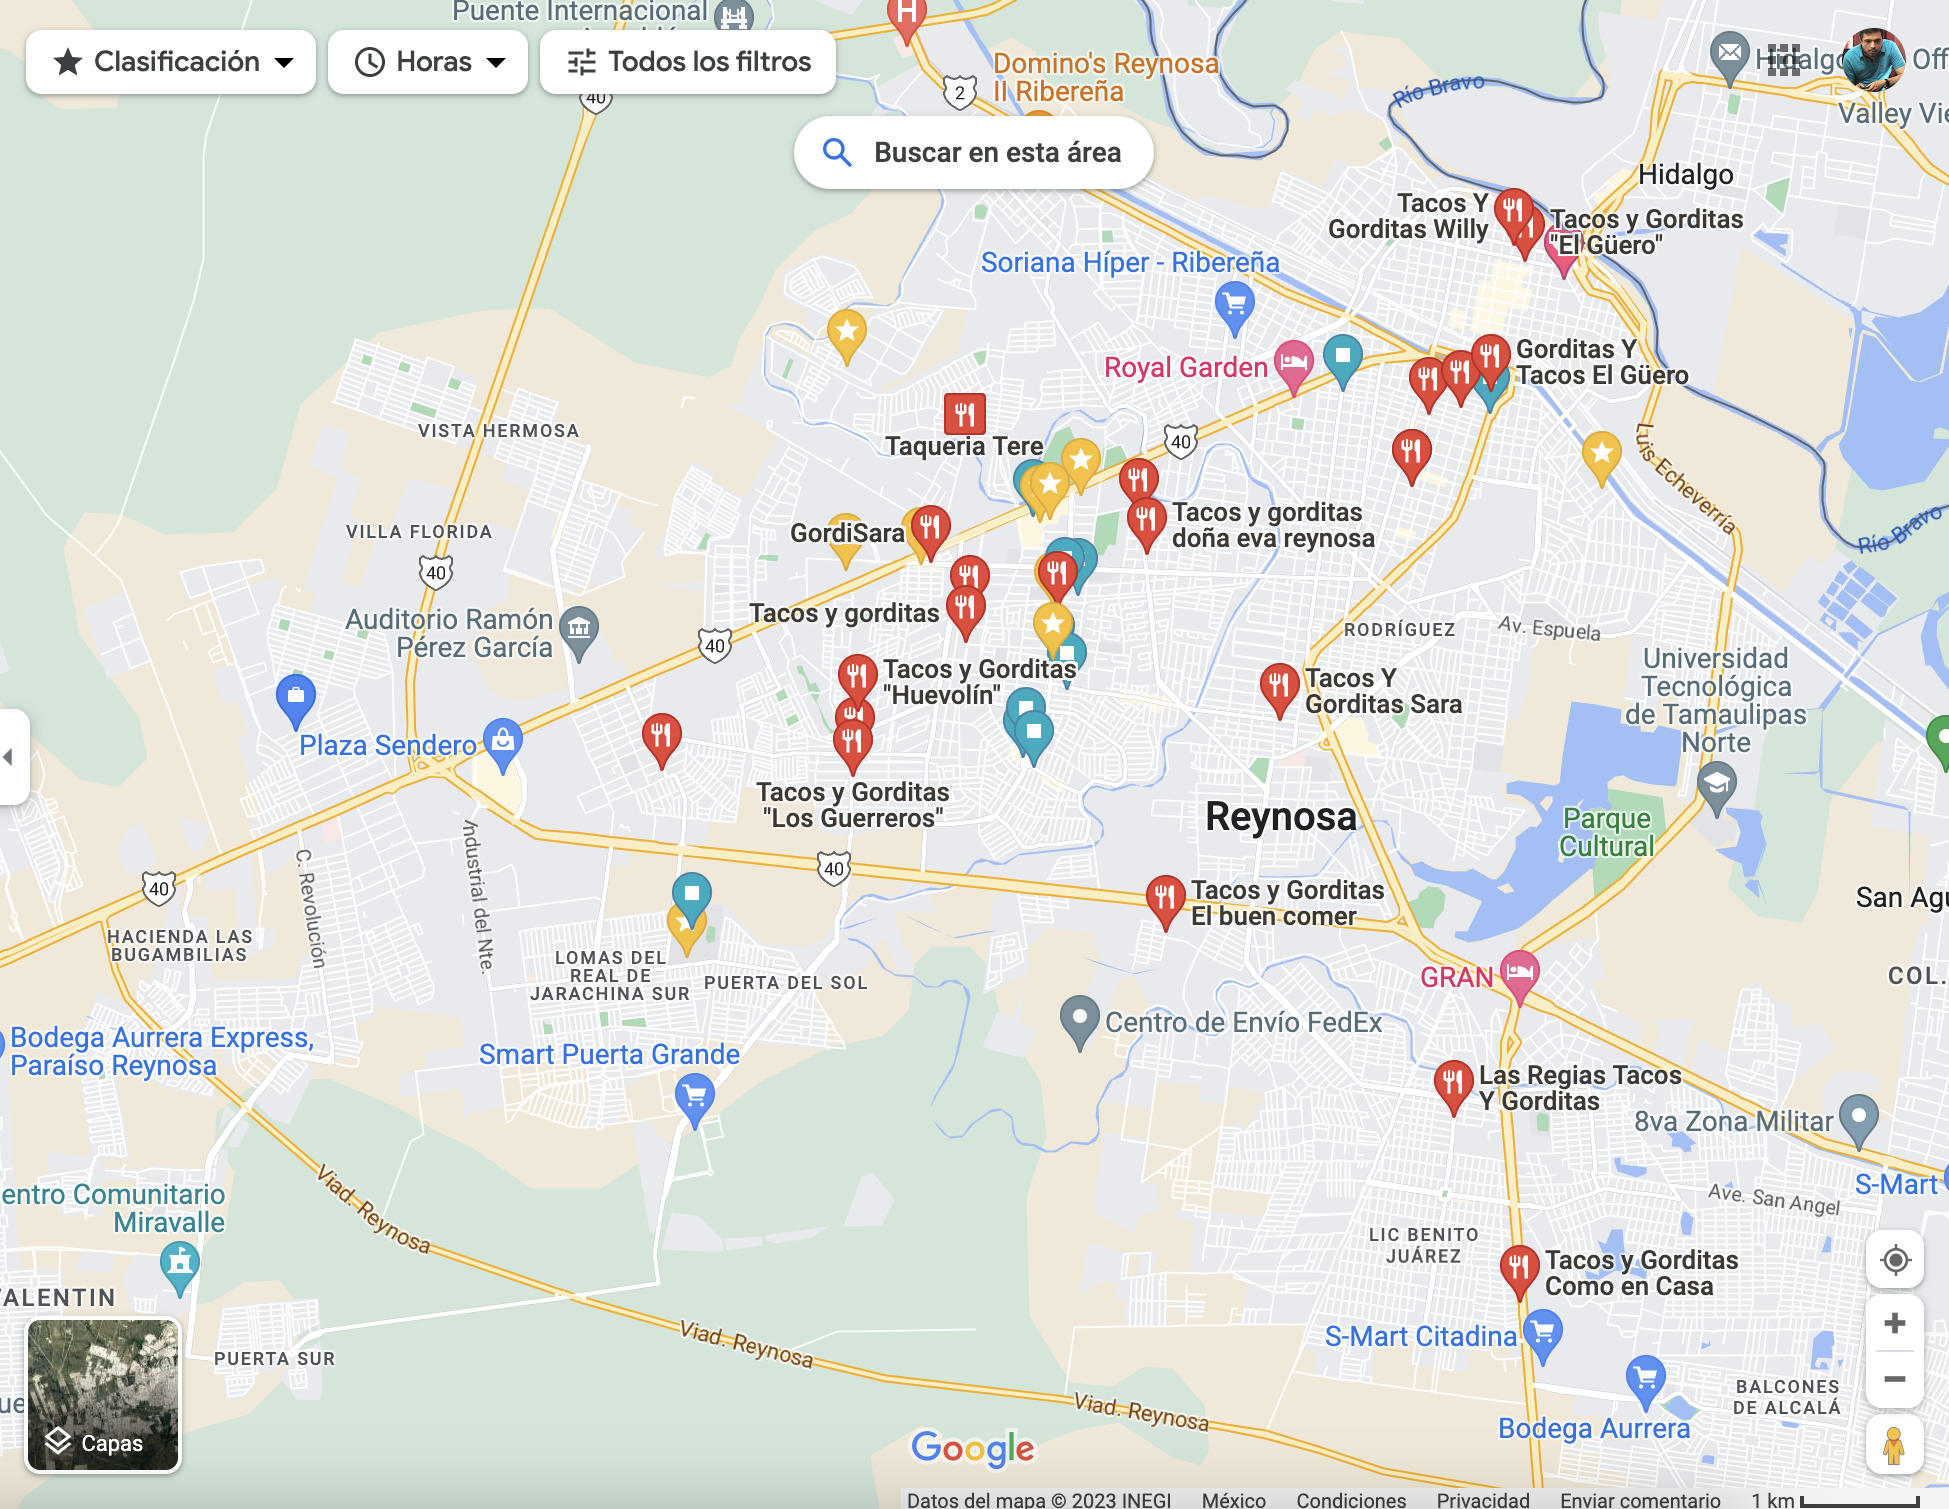 Puente Internacional
Clasificación
Horas
Todos los filtros
40
2
Domino's Reynosa
II Ribereña
Buscar en esta área
Río Bravo
Valley Vie
Off
Hidalgo
Tacos Y
Gorditas Willy
Tacos y Gorditas
"El Güero"
Soriana Híper - Ribereña
Royal Garden
Gorditas Y
Tacos El Güero
VISTA HERMOSA
Taqueria Tere
40
Luis Echeverría
VILLA FLORIDA
GordiSara
Tacos y gorditas
doña eva reynosa
Río Bravo
40
Auditorio Ramón
Pérez García
40
Tacos y gorditas
RODRÍGUEZ
Av. Espuela
Universidad
Tecnológica
de Tamaulipas
Norte
Tacos y Gorditas
"Huevolín"
Tacos Y
Gorditas Sara
Plaza Sendero
Tacos y Gorditas
"Los Guerreros"
Reynosa
Parque
Cultural
40
40
C. Revolución
Industrial del Nte.
Tacos y Gorditas
El buen comer
San Agu
HACIENDA LAS
BUGAMBILIAS
LOMAS DEL
REAL DE
JARACHINA SUR
PUERTA DEL SOL
GRAN
COL.
Bodega Aurrera Express,
Paraíso Reynosa
Smart Puerta Grande
Centro de Envío FedEx
Las Regias Tacos
Y Gorditas
8va Zona Militar
S-Mart
Ave. San Angel
entro Comunitario
Miravalle
Viad. Reynosa
LIC BENITO
JUÁREZ
Tacos y Gorditas
Como en Casa
ALENTIN
S-Mart Citadina
PUERTA SUR
Viad. Reynosa
BALCONES
DE ALCALÁ
Viad. Reynosa
Bodega Aurrera
Capas
Google
Datos del mapa © 2023 INEGI
México
Condiciones
Privacidad
Enviar comentario
1 km